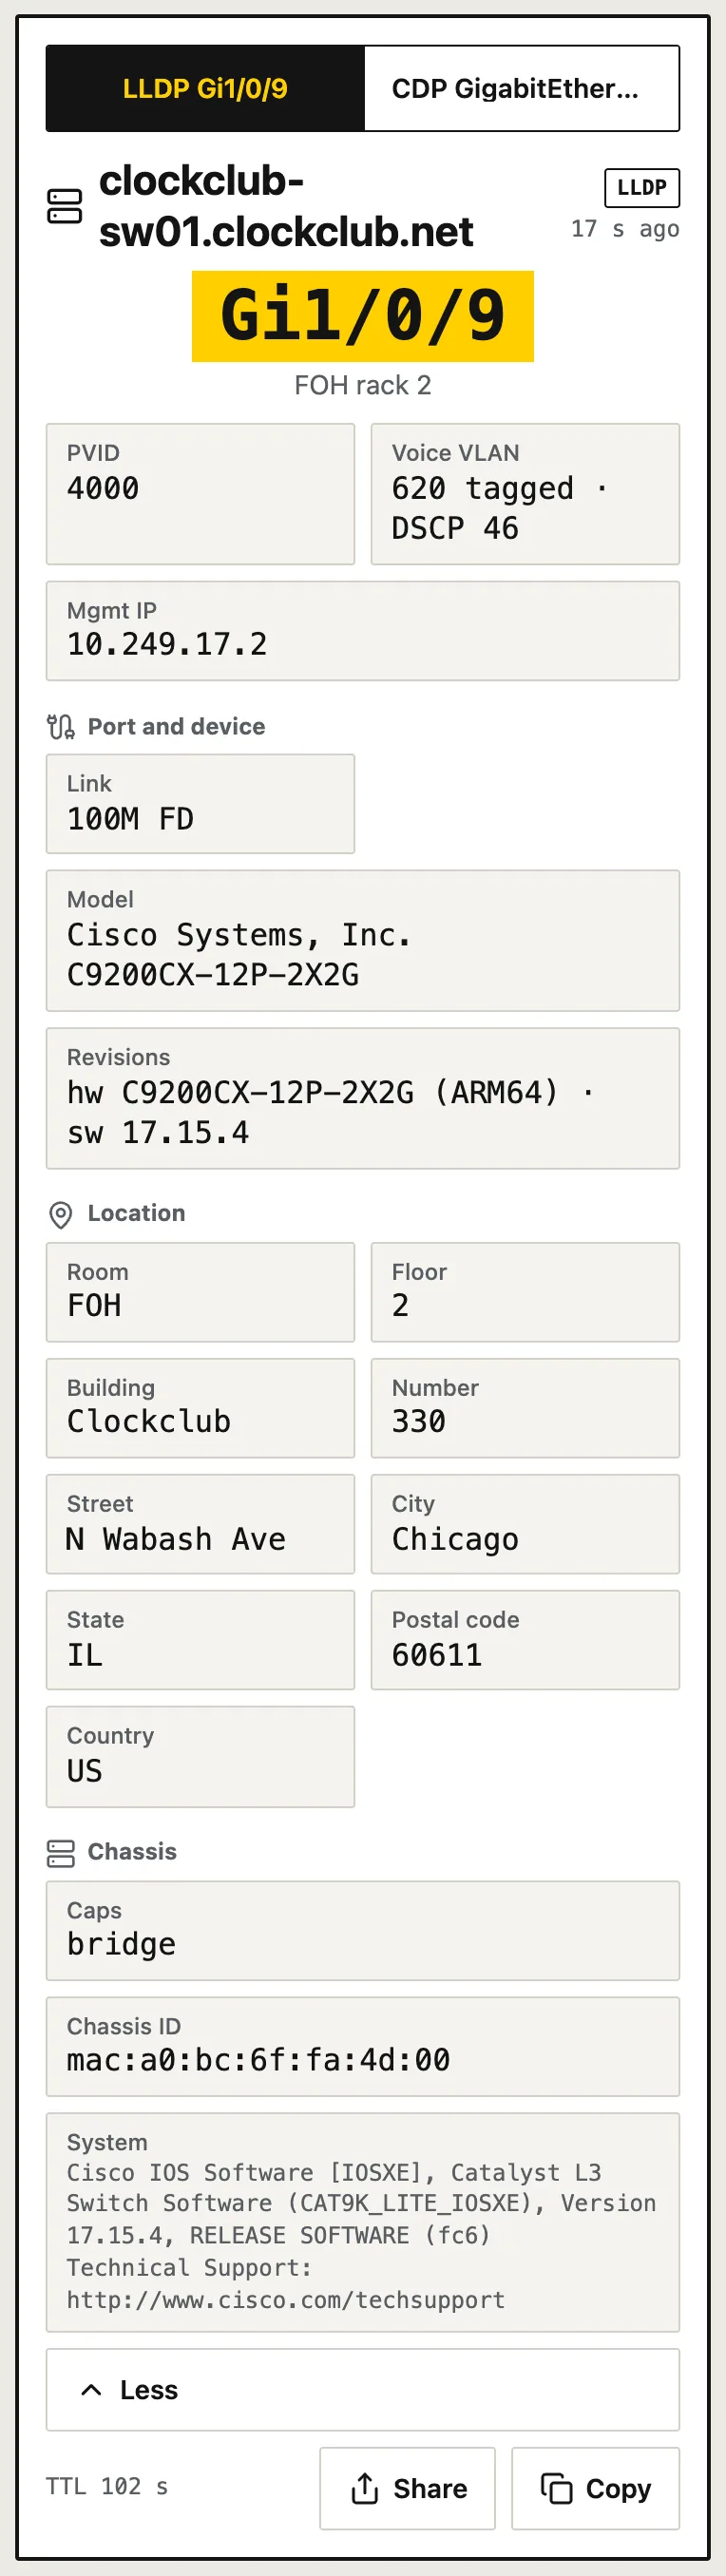 LLDP Gi1/0/9
CDP GigabitEther...
clockclub-
sw01.clockclub.net
LLDP
17 s ago
Gi1/0/9
FOH rack 2
PVID
4000
Voice VLAN
620 tagged ·
DSCP 46
Mgmt IP
10.249.17.2
Port and device
Link
100M FD
Model
Cisco Systems, Inc.
C9200CX-12P-2X2G
Revisions
hw C9200CX-12P-2X2G (ARM64) ·
sw 17.15.4
Location
Room
FOH
Floor
2
Building
Clockclub
Number
330
Street
N Wabash Ave
City
Chicago
State
IL
Postal code
60611
Country
US
Chassis
Caps
bridge
Chassis ID
mac:a0:bc:6f:fa:4d:00
System
Cisco IOS Software [IOSXE], Catalyst L3
Switch Software (CAT9K_LITE_IOSXE), Version
17.15.4, RELEASE SOFTWARE (fc6)
Technical Support:
http://www.cisco.com/techsupport
Less
TTL 102 s
Share
Copy